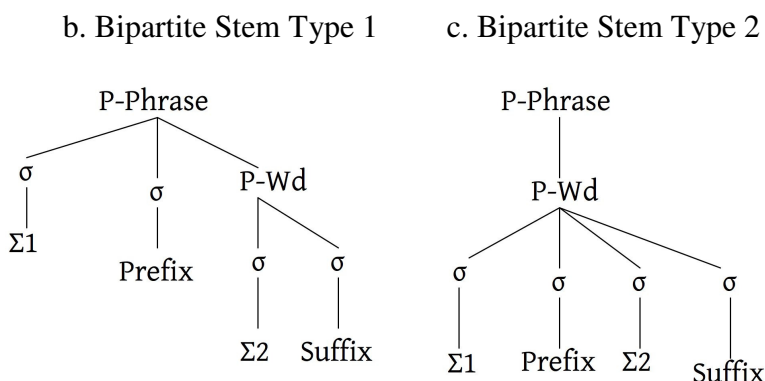 b. Bipartite Stem Type 1 c. Bipartite Stem Type 2
P-Phrase P-Phrase
σ σ P-Wd P-Wd
Σ1 Prefix σ σ σ σ σ σ
Σ2 Suffix Σ1 Prefix Σ2 Suffix